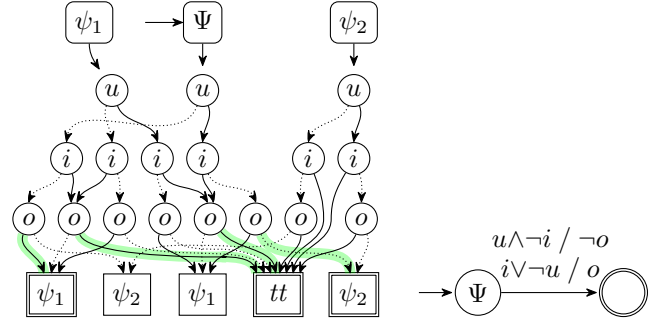 ψ₁ Ψ ψ₂
u u u
i i i i i i
o o o o o o o o
ψ₁ ψ₂ ψ₁ tt ψ₂
u∧¬i / ¬o
i∨¬u / o
Ψ